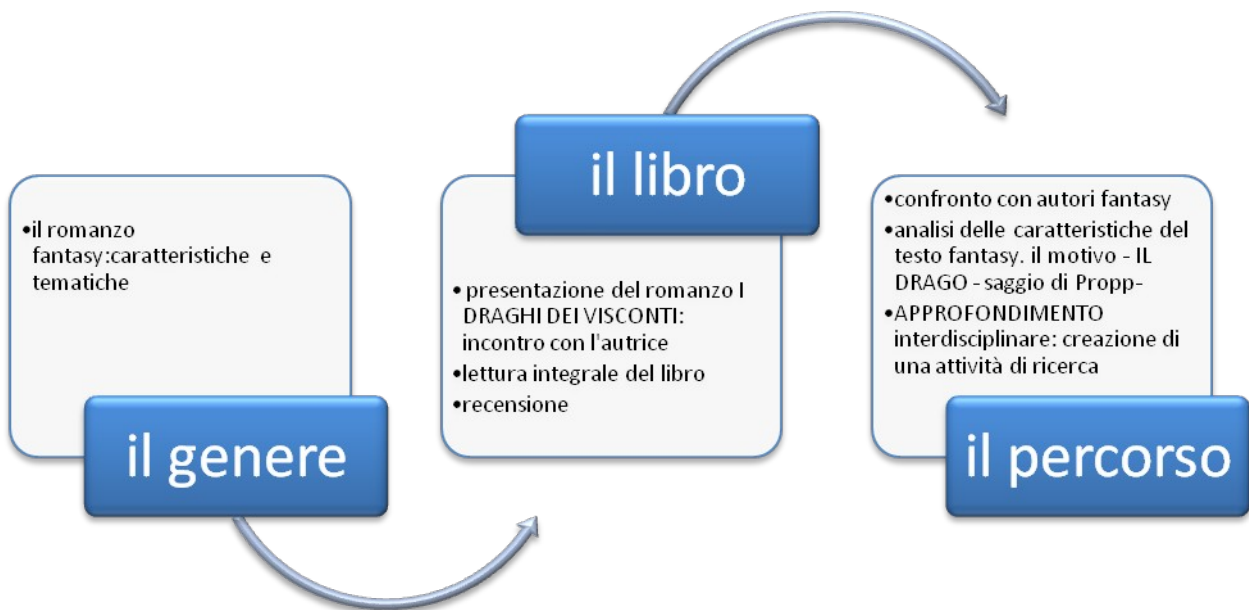 •il romanzo
fantasy:caratteristiche e
tematiche
il genere
il libro
• presentazione del romanzo I
DRAGHI DEI VISCONTI:
incontro con l'autrice
•lettura integrale del libro
•recensione
•confronto con autori fantasy
•analisi delle caratteristiche del
testo fantasy. il motivo - IL
DRAGO - saggio di Propp-
•APPROFONDIMENTO
interdisciplinare: creazione di
una attività di ricerca
il percorso